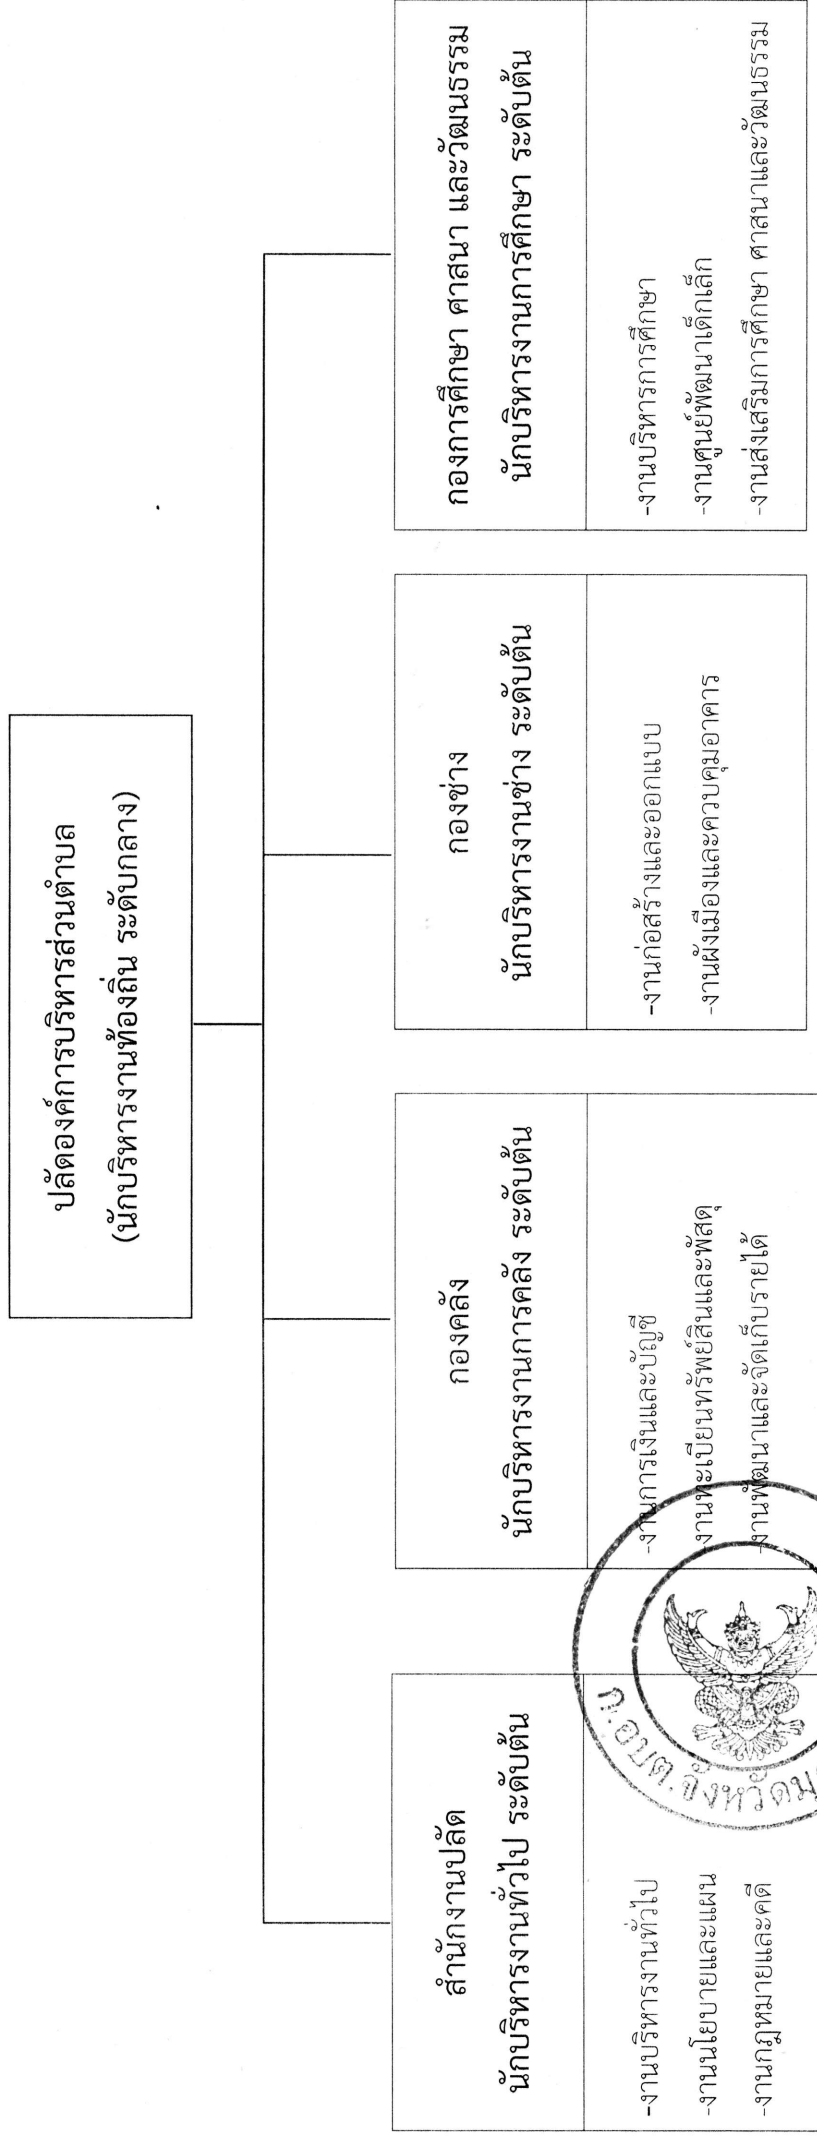 ปลัดองค์การบริหารส่วนตำบล
(นักบริหารงานท้องถิ่น ระดับกลาง)
สำนักงานปลัด
นักบริหารงานทั่วไป ระดับต้น
-งานบริหารงานทั่วไป
-งานนโยบายและแผน
-งานกฎหมายและคดี
กองคลัง
นักบริหารงานการคลัง ระดับต้น
-งานการเงินและบัญชี
-งานทะเบียนทรัพย์สินและพัสดุ
-งานพัฒนาและจัดเก็บรายได้
กองช่าง
นักบริหารงานช่าง ระดับต้น
-งานก่อสร้างและออกแบบ
-งานผังเมืองและควบคุมอาคาร
กองการศึกษา ศาสนา และวัฒนธรรม
นักบริหารงานการศึกษา ระดับต้น
-งานบริหารการศึกษา
-งานศูนย์พัฒนาเด็กเล็ก
-งานส่งเสริมการศึกษา ศาสนาและวัฒนธรรม
ก.อบต.จังหวัดม